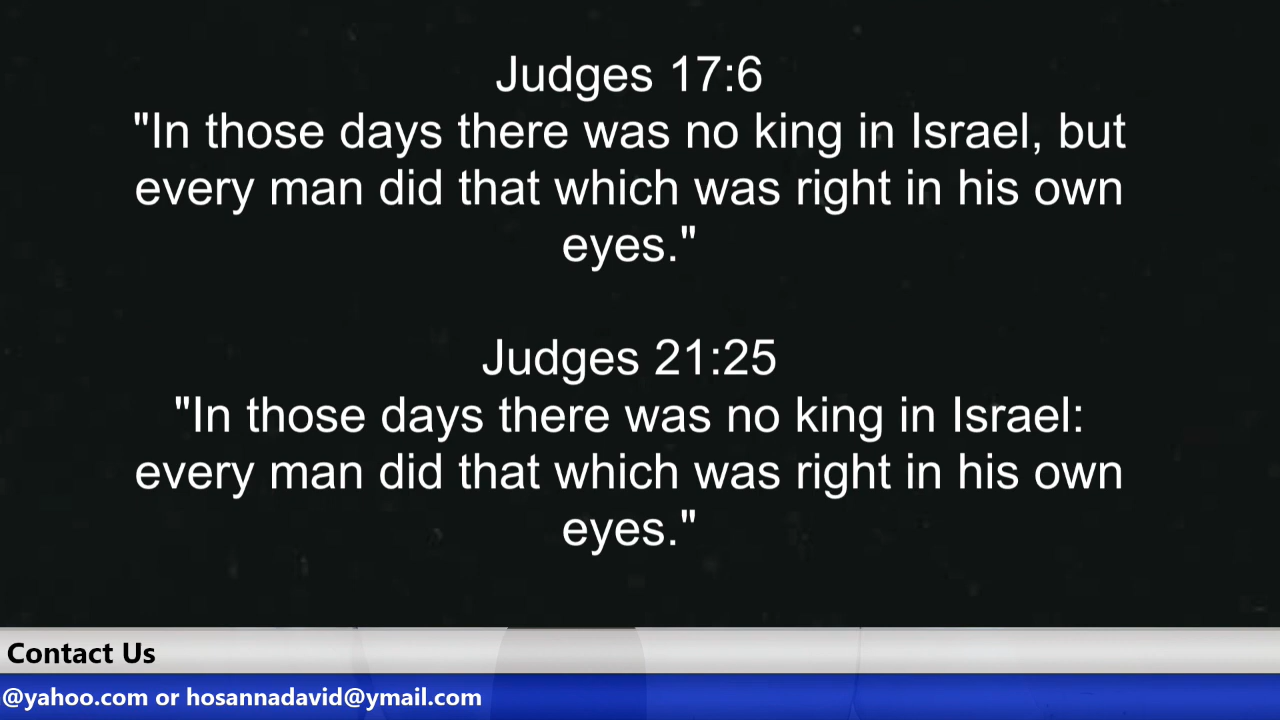 Judges 17:6
"In those days there was no king in Israel, but
every man did that which was right in his own
eyes."
Judges 21:25
"In those days there was no king in Israel:
every man did that which was right in his own
eyes."
Contact Us
@yahoo.com or hosannadavid@ymail.com